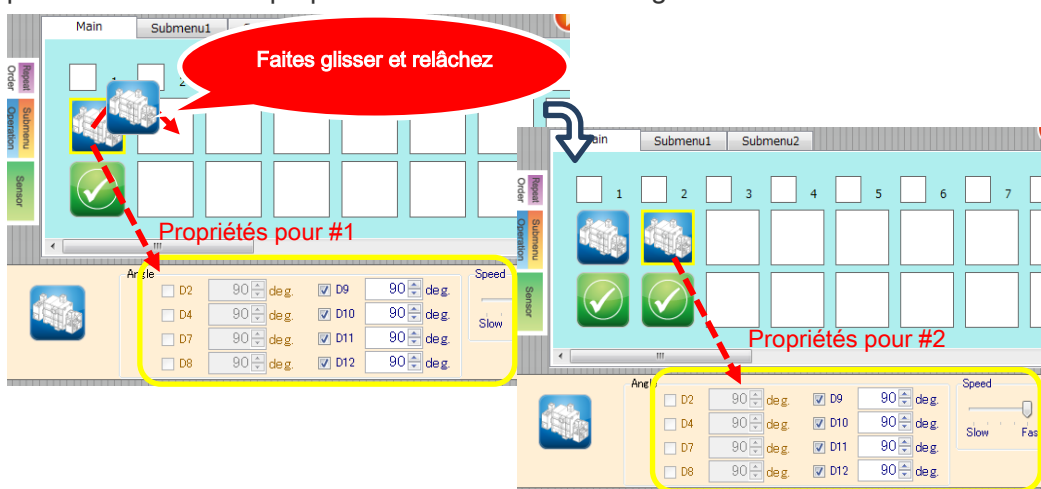 Main Submenu1
Faites glisser et relâchez
1 2
Repeat Order
Submenu Operation
Sensor
Propriétés pour #1
Angle
Speed
D2 90 deg. D9 90 deg.
D4 90 deg. D10 90 deg.
D7 90 deg. D11 90 deg.
D8 90 deg. D12 90 deg.
Slow
Main Submenu1 Submenu2
1 2 3 4 5 6 7
Repeat Order
Submenu Operation
Sensor
Propriétés pour #2
Angle
Speed
D2 90 deg. D9 90 deg.
D4 90 deg. D10 90 deg.
D7 90 deg. D11 90 deg.
D8 90 deg. D12 90 deg.
Slow Fas